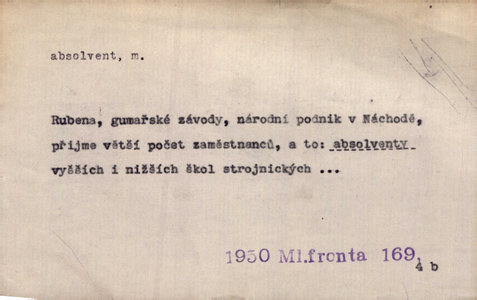 absolvent, m.
Rubena, gumařské závody, národní podnik v Náchodě,
přijme větší počet zaměstnanců, a to: absolventy
vyšších i nižších škol strojnických ...
1950 Ml.fronta 169,
4 b